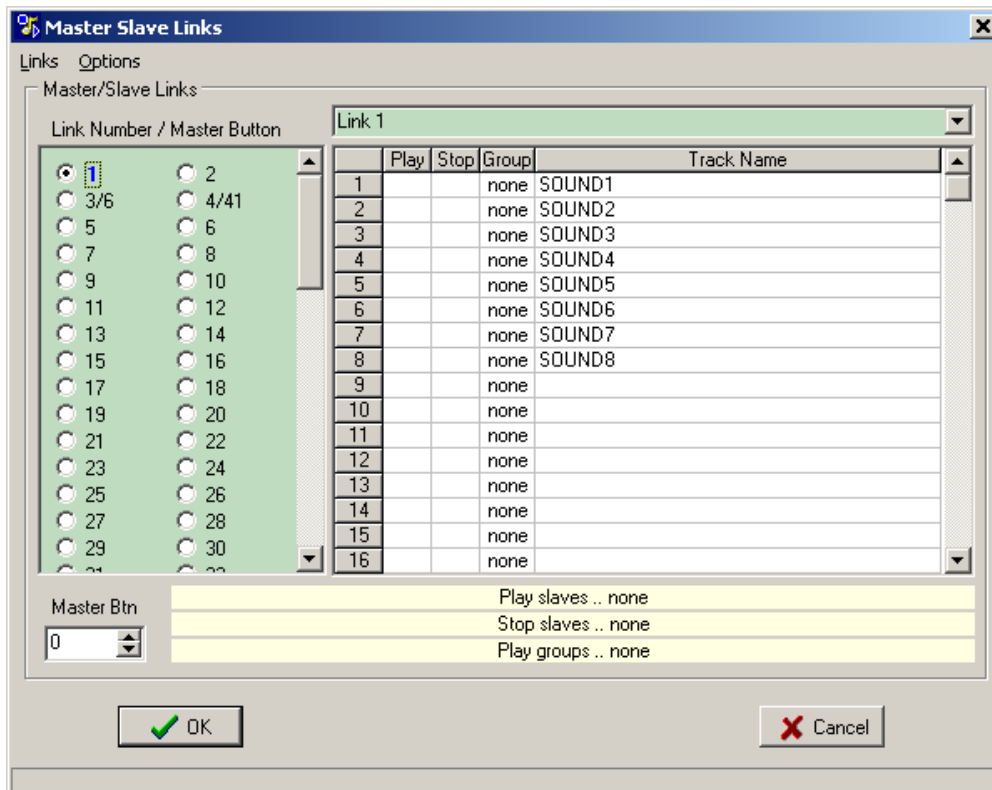 Master Slave Links
Links Options
Master/Slave Links
Link Number / Master Button
1 2
3/6 4/41
5 6
7 8
9 10
11 12
13 14
15 16
17 18
19 20
21 22
23 24
25 26
27 28
29 30
Link 1
Play Stop Group Track Name
1 none SOUND1
2 none SOUND2
3 none SOUND3
4 none SOUND4
5 none SOUND5
6 none SOUND6
7 none SOUND7
8 none SOUND8
9 none
10 none
11 none
12 none
13 none
14 none
15 none
16 none
Master Btn
0
Play slaves .. none
Stop slaves .. none
Play groups .. none
OK
Cancel